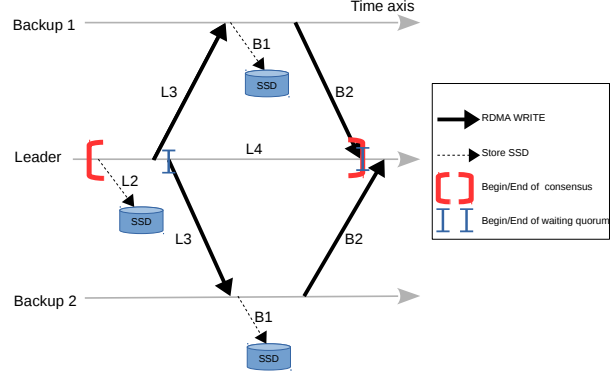 Time axis
Backup 1
B1
SSD
L3
B2
RDMA WRITE
Leader
L4
Store SSD
L2
Begin/End of consensus
SSD
Begin/End of waiting quorum
L3
B2
Backup 2
B1
SSD